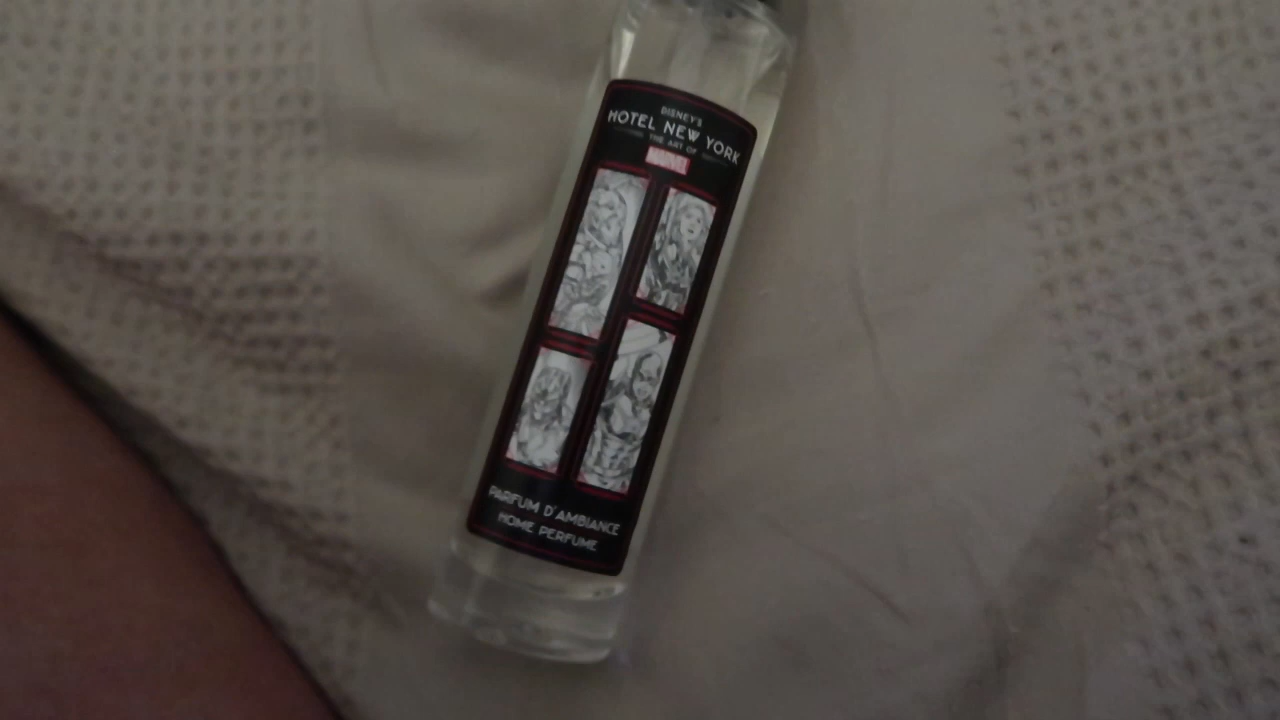 DISNEY'S
HOTEL NEW YORK
THE ART OF
MARVEL
PARFUM D'AMBIANCE
HOME PERFUME